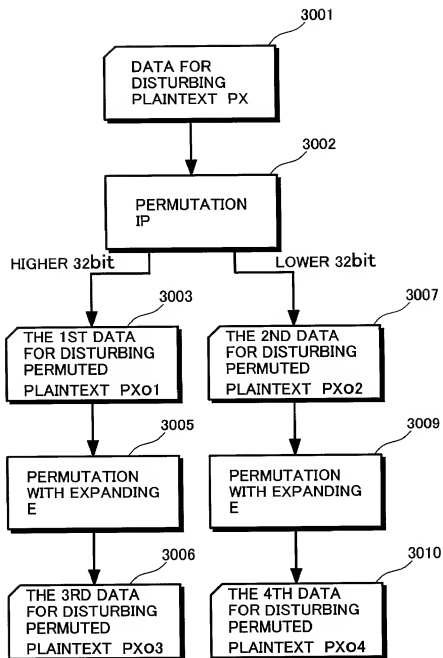 3001
DATA FOR
DISTURBING
PLAINTEXT PX
3002
PERMUTATION
IP
HIGHER 32bit
LOWER 32bit
3003
THE 1ST DATA
FOR DISTURBING
PERMUTED
PLAINTEXT PXo1
3007
THE 2ND DATA
FOR DISTURBING
PERMUTED
PLAINTEXT PXo2
3005
PERMUTATION
WITH EXPANDING
E
3009
PERMUTATION
WITH EXPANDING
E
3006
THE 3RD DATA
FOR DISTURBING
PERMUTED
PLAINTEXT PXo3
3010
THE 4TH DATA
FOR DISTURBING
PERMUTED
PLAINTEXT PXo4